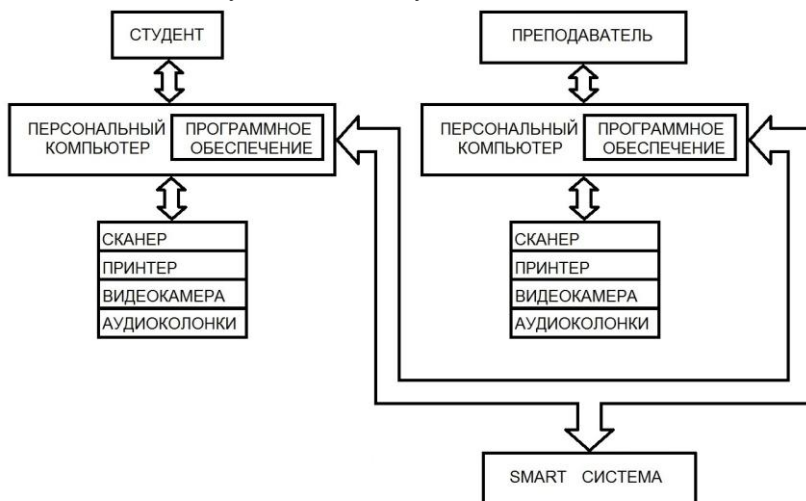 СТУДЕНТ
ПРЕПОДАВАТЕЛЬ
ПЕРСОНАЛЬНЫЙ
КОМПЬЮТЕР
ПРОГРАММНОЕ
ОБЕСПЕЧЕНИЕ
ПЕРСОНАЛЬНЫЙ
КОМПЬЮТЕР
ПРОГРАММНОЕ
ОБЕСПЕЧЕНИЕ
СКАНЕР
ПРИНТЕР
ВИДЕОКАМЕРА
АУДИОКОЛОНКИ
СКАНЕР
ПРИНТЕР
ВИДЕОКАМЕРА
АУДИОКОЛОНКИ
SMART СИСТЕМА